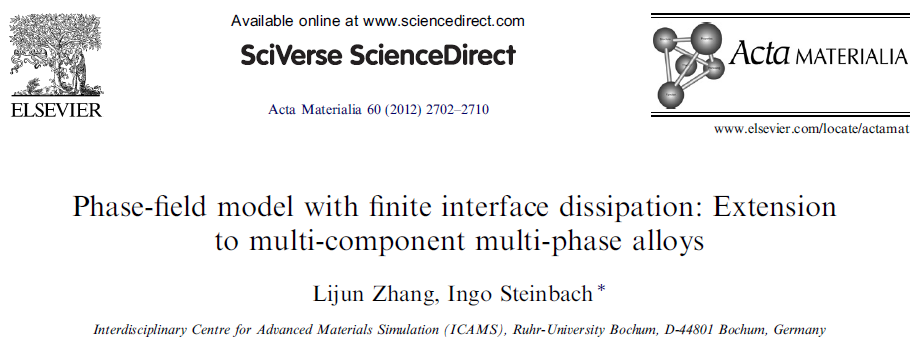 Available online at www.sciencedirect.com
SciVerse ScienceDirect
Acta MATERIALIA
ELSEVIER
Acta Materialia 60 (2012) 2702–2710
www.elsevier.com/locate/actamat
Phase-field model with finite interface dissipation: Extension
to multi-component multi-phase alloys
Lijun Zhang, Ingo Steinbach*
Interdisciplinary Centre for Advanced Materials Simulation (ICAMS), Ruhr-University Bochum, D-44801 Bochum, Germany